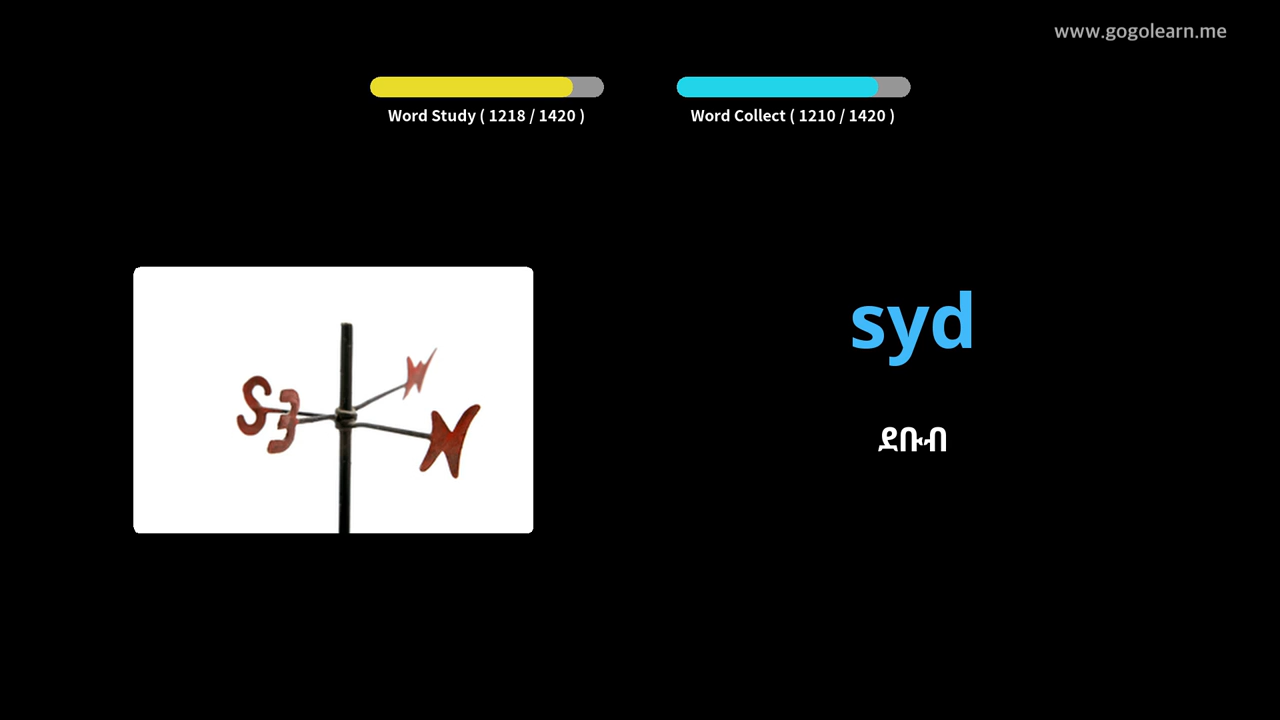 www.gogolearn.me
Word Study ( 1218 / 1420 )
Word Collect ( 1210 / 1420 )
S E
syd
ደቡብ